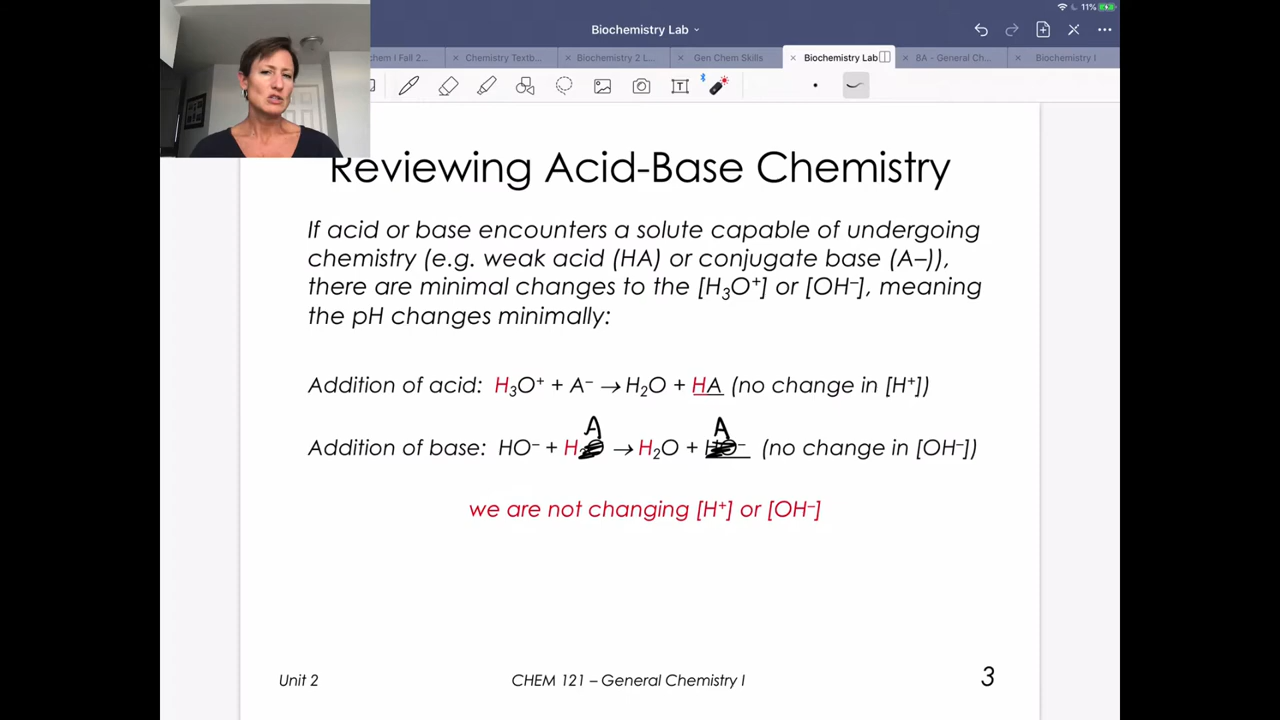 11%
Biochemistry Lab
hem I Fall 2...
Chemistry Textb...
Biochemistry 2 L...
Gen Chem Skills
Biochemistry Lab
BA - General Ch...
Biochemistry I
Reviewing Acid-Base Chemistry
If acid or base encounters a solute capable of undergoing
chemistry (e.g. weak acid (HA) or conjugate base (A–)),
there are minimal changes to the [H₃O⁺] or [OH⁻], meaning
the pH changes minimally:
Addition of acid: H₃O⁺ + A⁻ → H₂O + HA (no change in [H⁺])
A A
Addition of base: HO⁻ + H → H₂O + ⁻ (no change in [OH⁻])
we are not changing [H⁺] or [OH⁻]
Unit 2
CHEM 121 – General Chemistry I
3